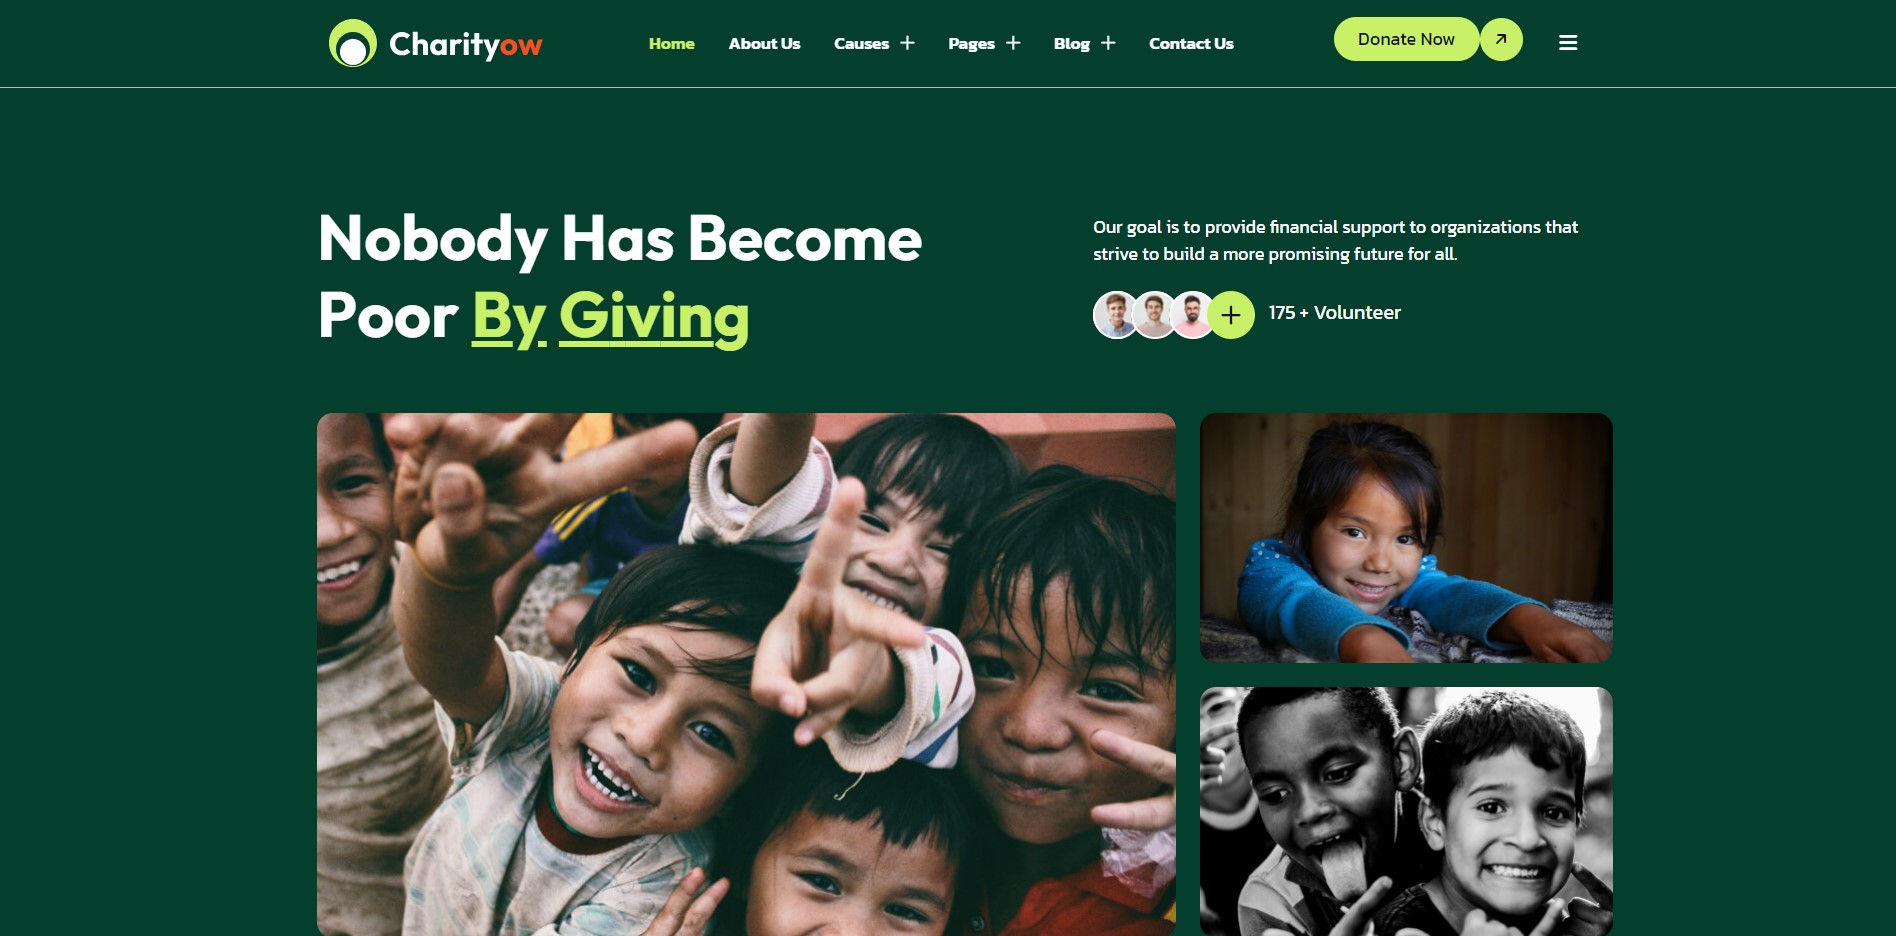 Charityow
Home
About Us
Causes +
Pages +
Blog +
Contact Us
Donate Now
Nobody Has Become
Poor By Giving
Our goal is to provide financial support to organizations that
strive to build a more promising future for all.
175 + Volunteer